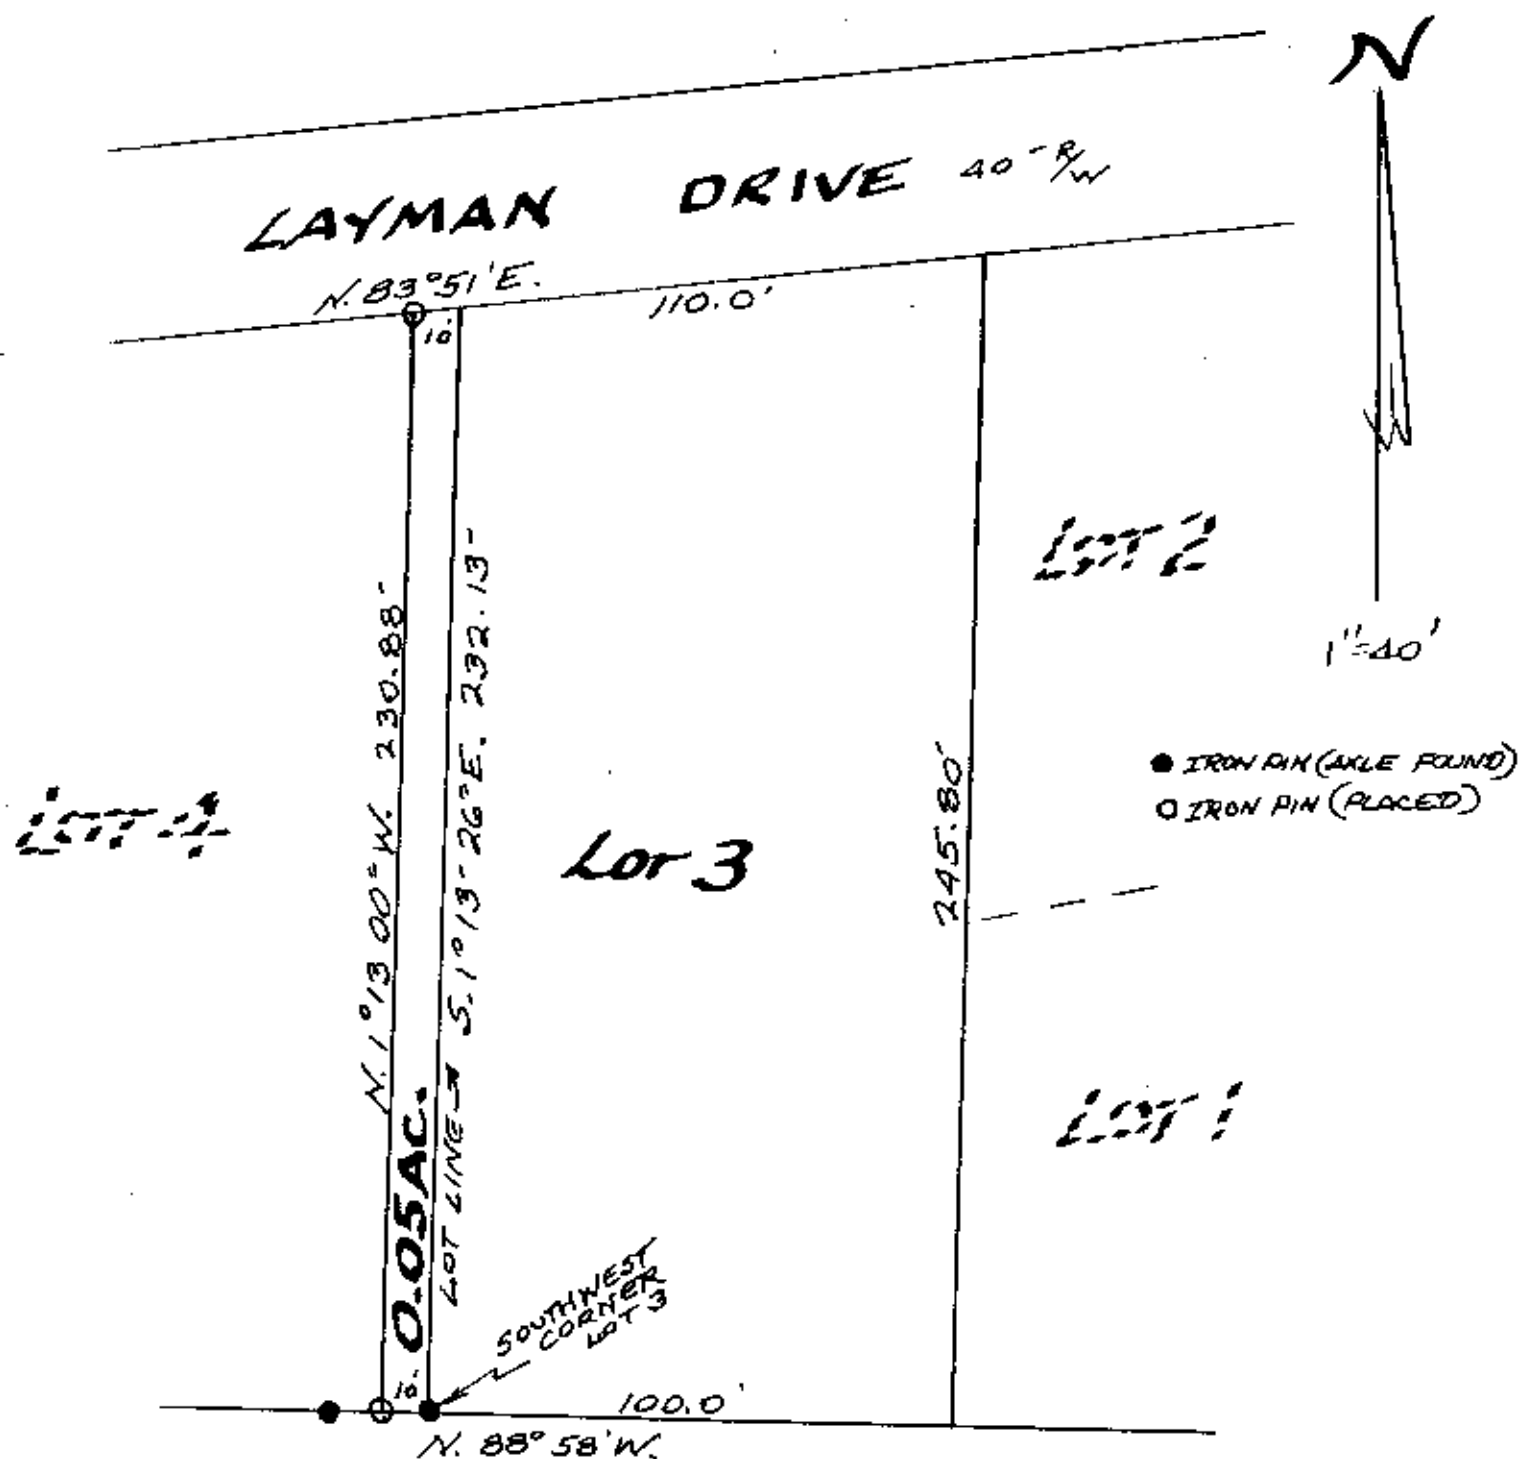 N
LAYMAN DRIVE 40' R/W
N. 83°51'E.
110.0'
10'
LOT 2
1"=40'
N. 1°13'00"W. 230.88'
LOT LINE S. 1°13'26"E. 232.13'
245.80'
● IRON PIN (AXLE FOUND)
○ IRON PIN (PLACED)
LOT 4
LOT 3
LOT 1
0.05AC.
SOUTHWEST
CORNER
LOT 3
10'
100.0'
N. 88°58'W.